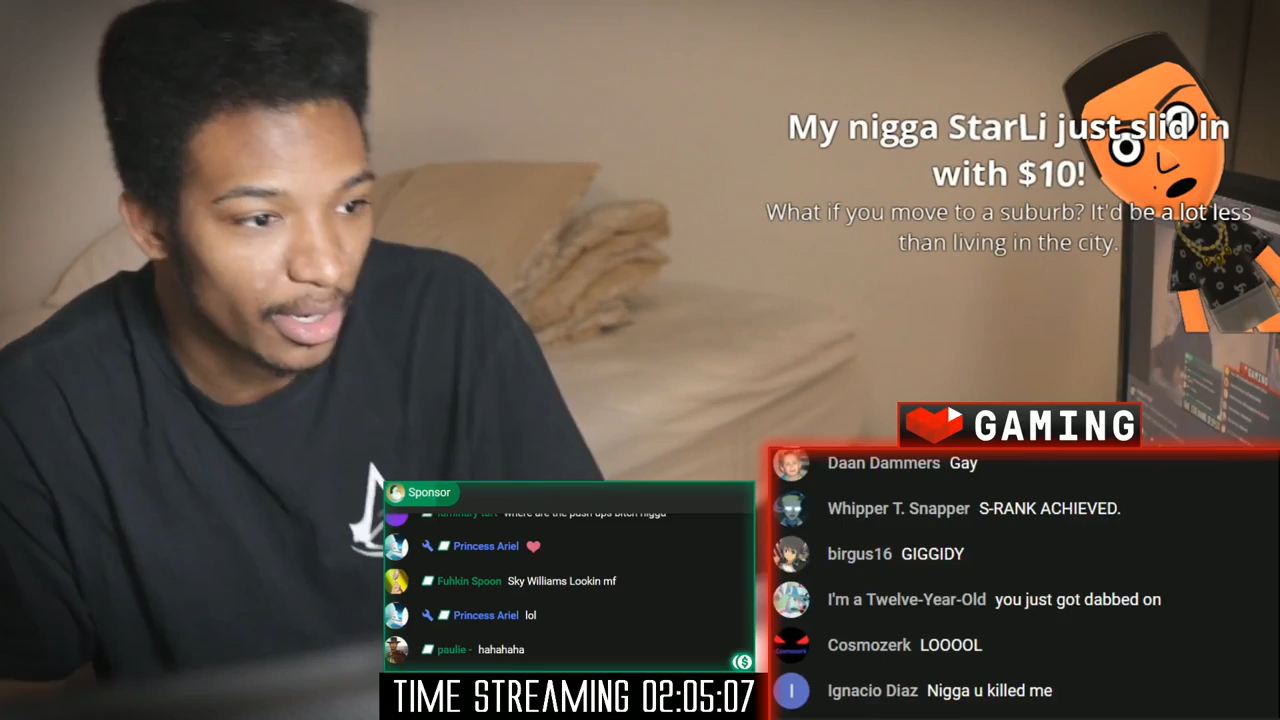 My nigga StarLi just slid in
with $10!
What if you move to a suburb? It'd be a lot less
than living in the city.
GAMING
Daan Dammers Gay
Whipper T. Snapper S-RANK ACHIEVED.
birgus16 GIGGIDY
I'm a Twelve-Year-Old you just got dabbed on
Cosmozerk LOOOOL
I Ignacio Diaz Nigga u killed me
Sponsor
where are the push ups bitch nigga
Princess Ariel
Fuhkin Spoon Sky Williams Lookin mf
Princess Ariel lol
paulie - hahahaha
TIME STREAMING 02:05:07